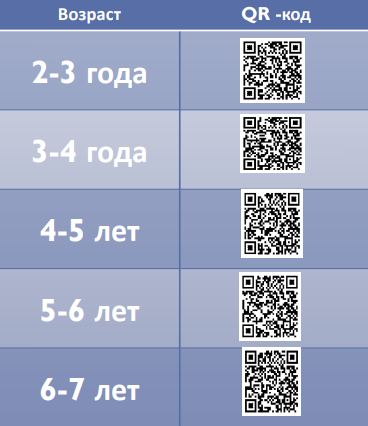 Возраст QR -код
2-3 года
3-4 года
4-5 лет
5-6 лет
6-7 лет